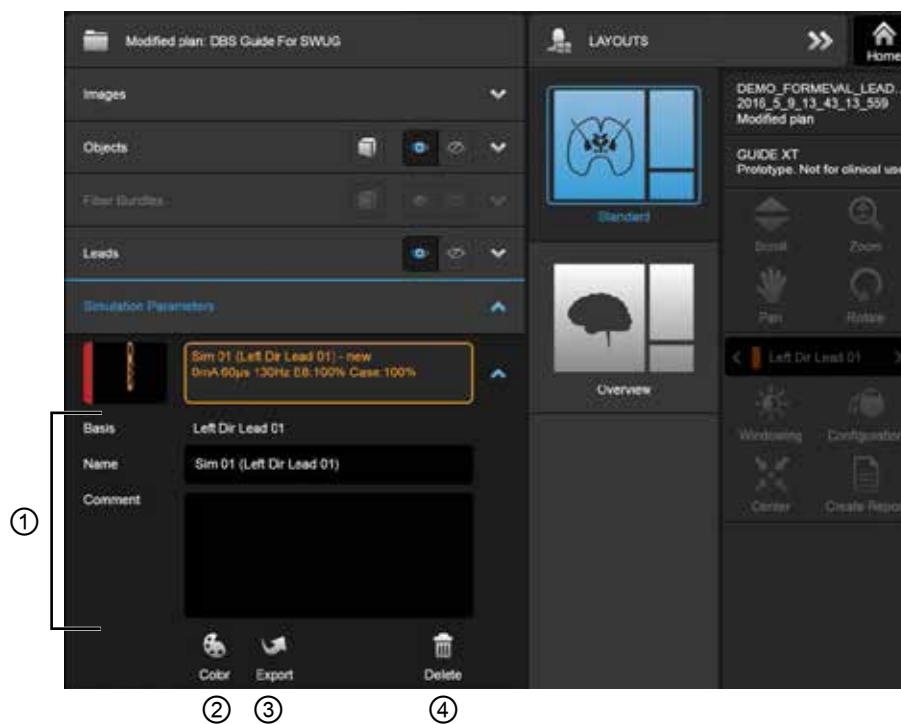 Modified plan: DBS Guide For SWUG
Images
Objects
Fiber Bundles
Leads
Simulation Parameters
Sim 01 (Left Dir Lead 01) - new
0mA 60µs 130Hz E8:100% Case:100%
Basis
Left Dir Lead 01
Name
Sim 01 (Left Dir Lead 01)
Comment
Color
Export
Delete
①
②
③
④
LAYOUTS
Standard
Overview
Home
DEMO_FORMEVAL_LEAD..
2016_5_9_13_43_13_559
Modified plan
GUIDE XT
Prototype. Not for clinical use
Scroll
Zoom
Pan
Rotate
Left Dir Lead 01
Windowing
Configuration
Center
Create Repor